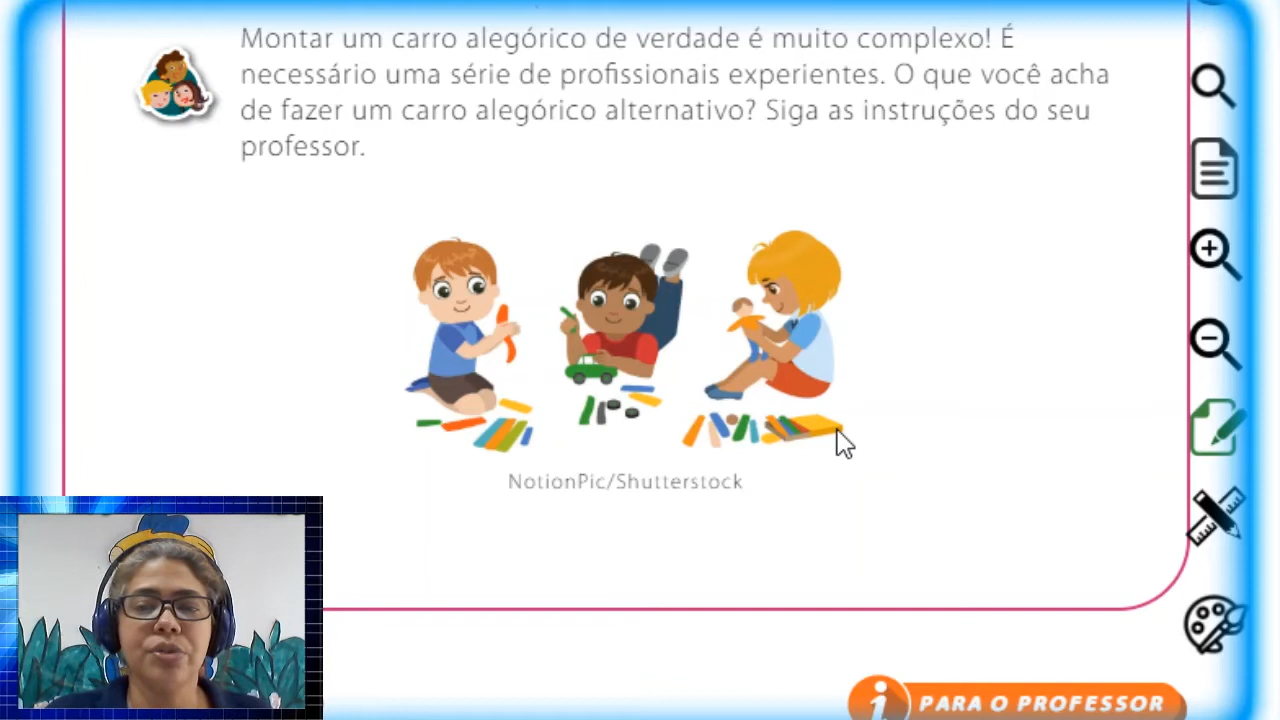 Montar um carro alegórico de verdade é muito complexo! É
necessário uma série de profissionais experientes. O que você acha
de fazer um carro alegórico alternativo? Siga as instruções do seu
professor.
NotionPic/Shutterstock
i PARA O PROFESSOR